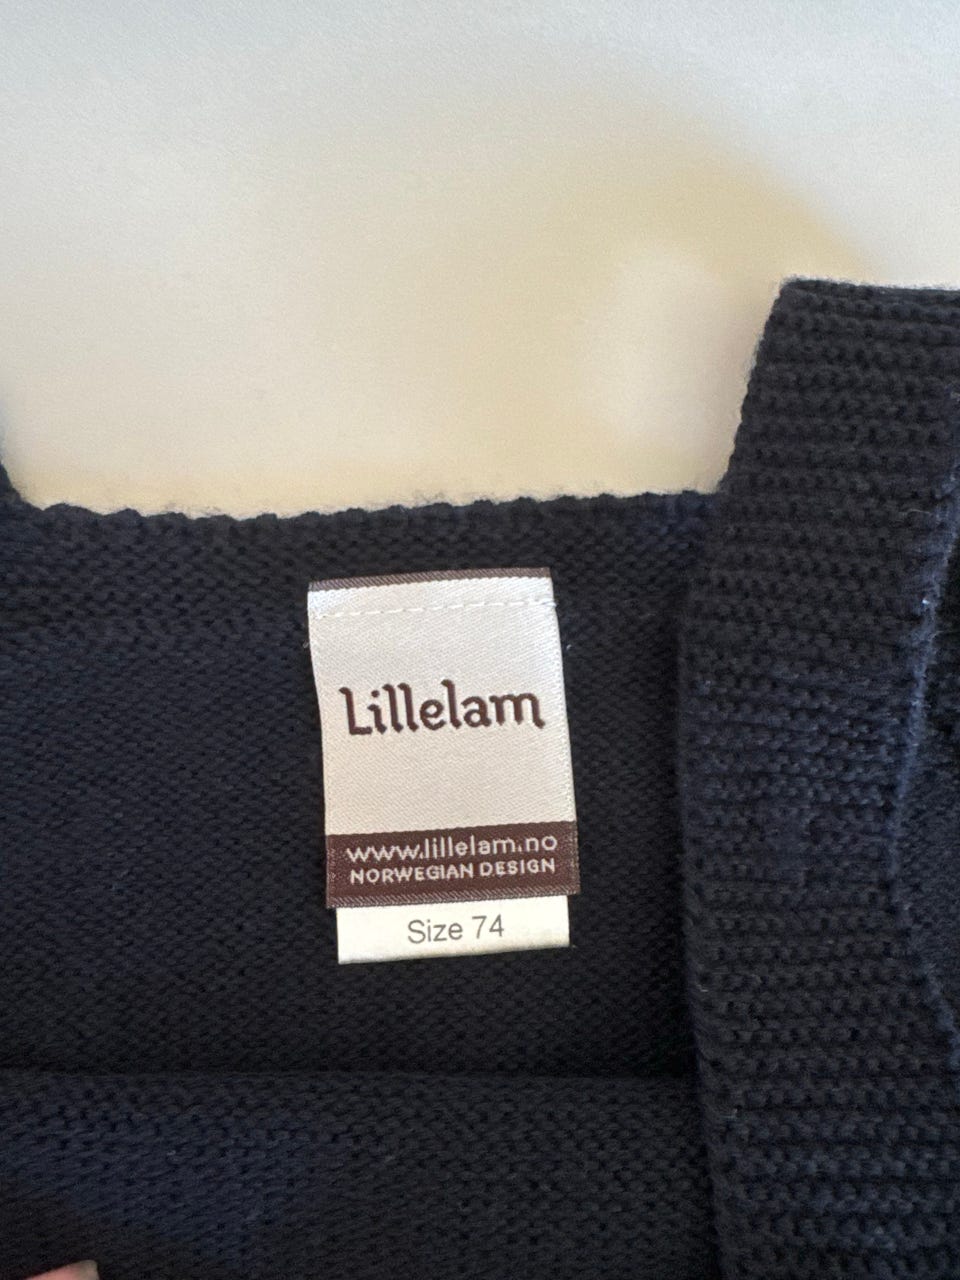 Lillelam
www.lillelam.no
NORWEGIAN DESIGN
Size 74